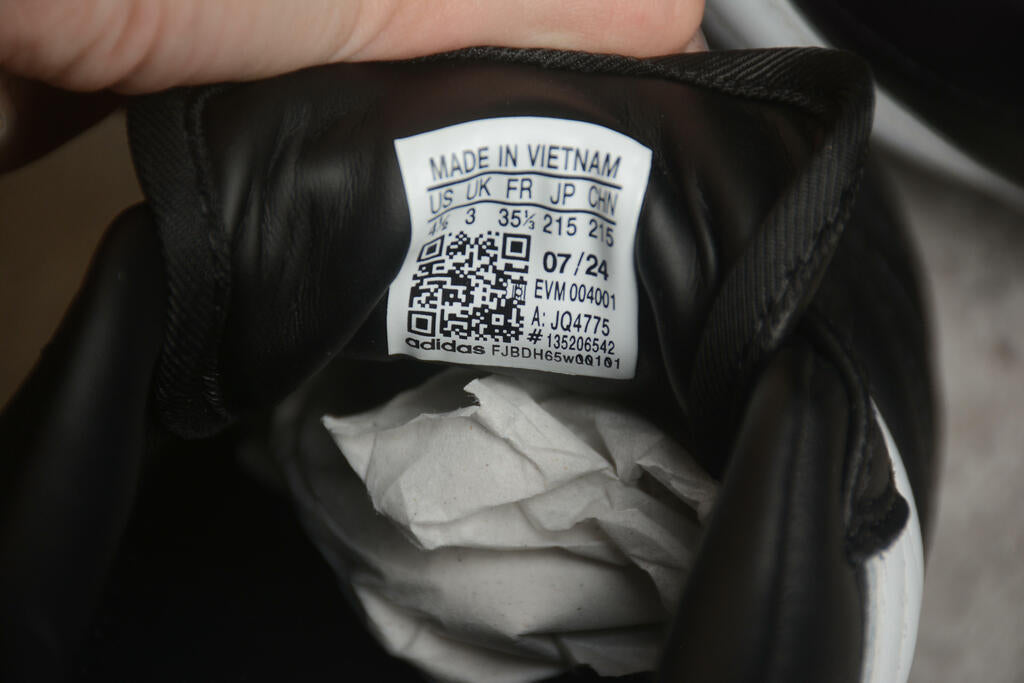 MADE IN VIETNAM
US UK FR JP CHN
4½ 3 35⅓ 215 215
07/24
EVM 004001
A: JQ4775
# 135206542
adidas FJBDH65W00101